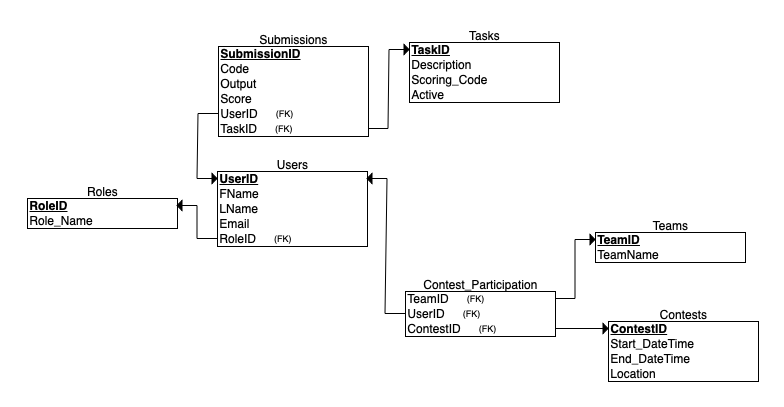 Submissions
SubmissionID
Code
Output
Score
UserID (FK)
TaskID (FK)
Tasks
TaskID
Description
Scoring_Code
Active
Users
UserID
FName
LName
Email
RoleID (FK)
Roles
RoleID
Role_Name
Teams
TeamID
TeamName
Contest_Participation
TeamID (FK)
UserID (FK)
ContestID (FK)
Contests
ContestID
Start_DateTime
End_DateTime
Location